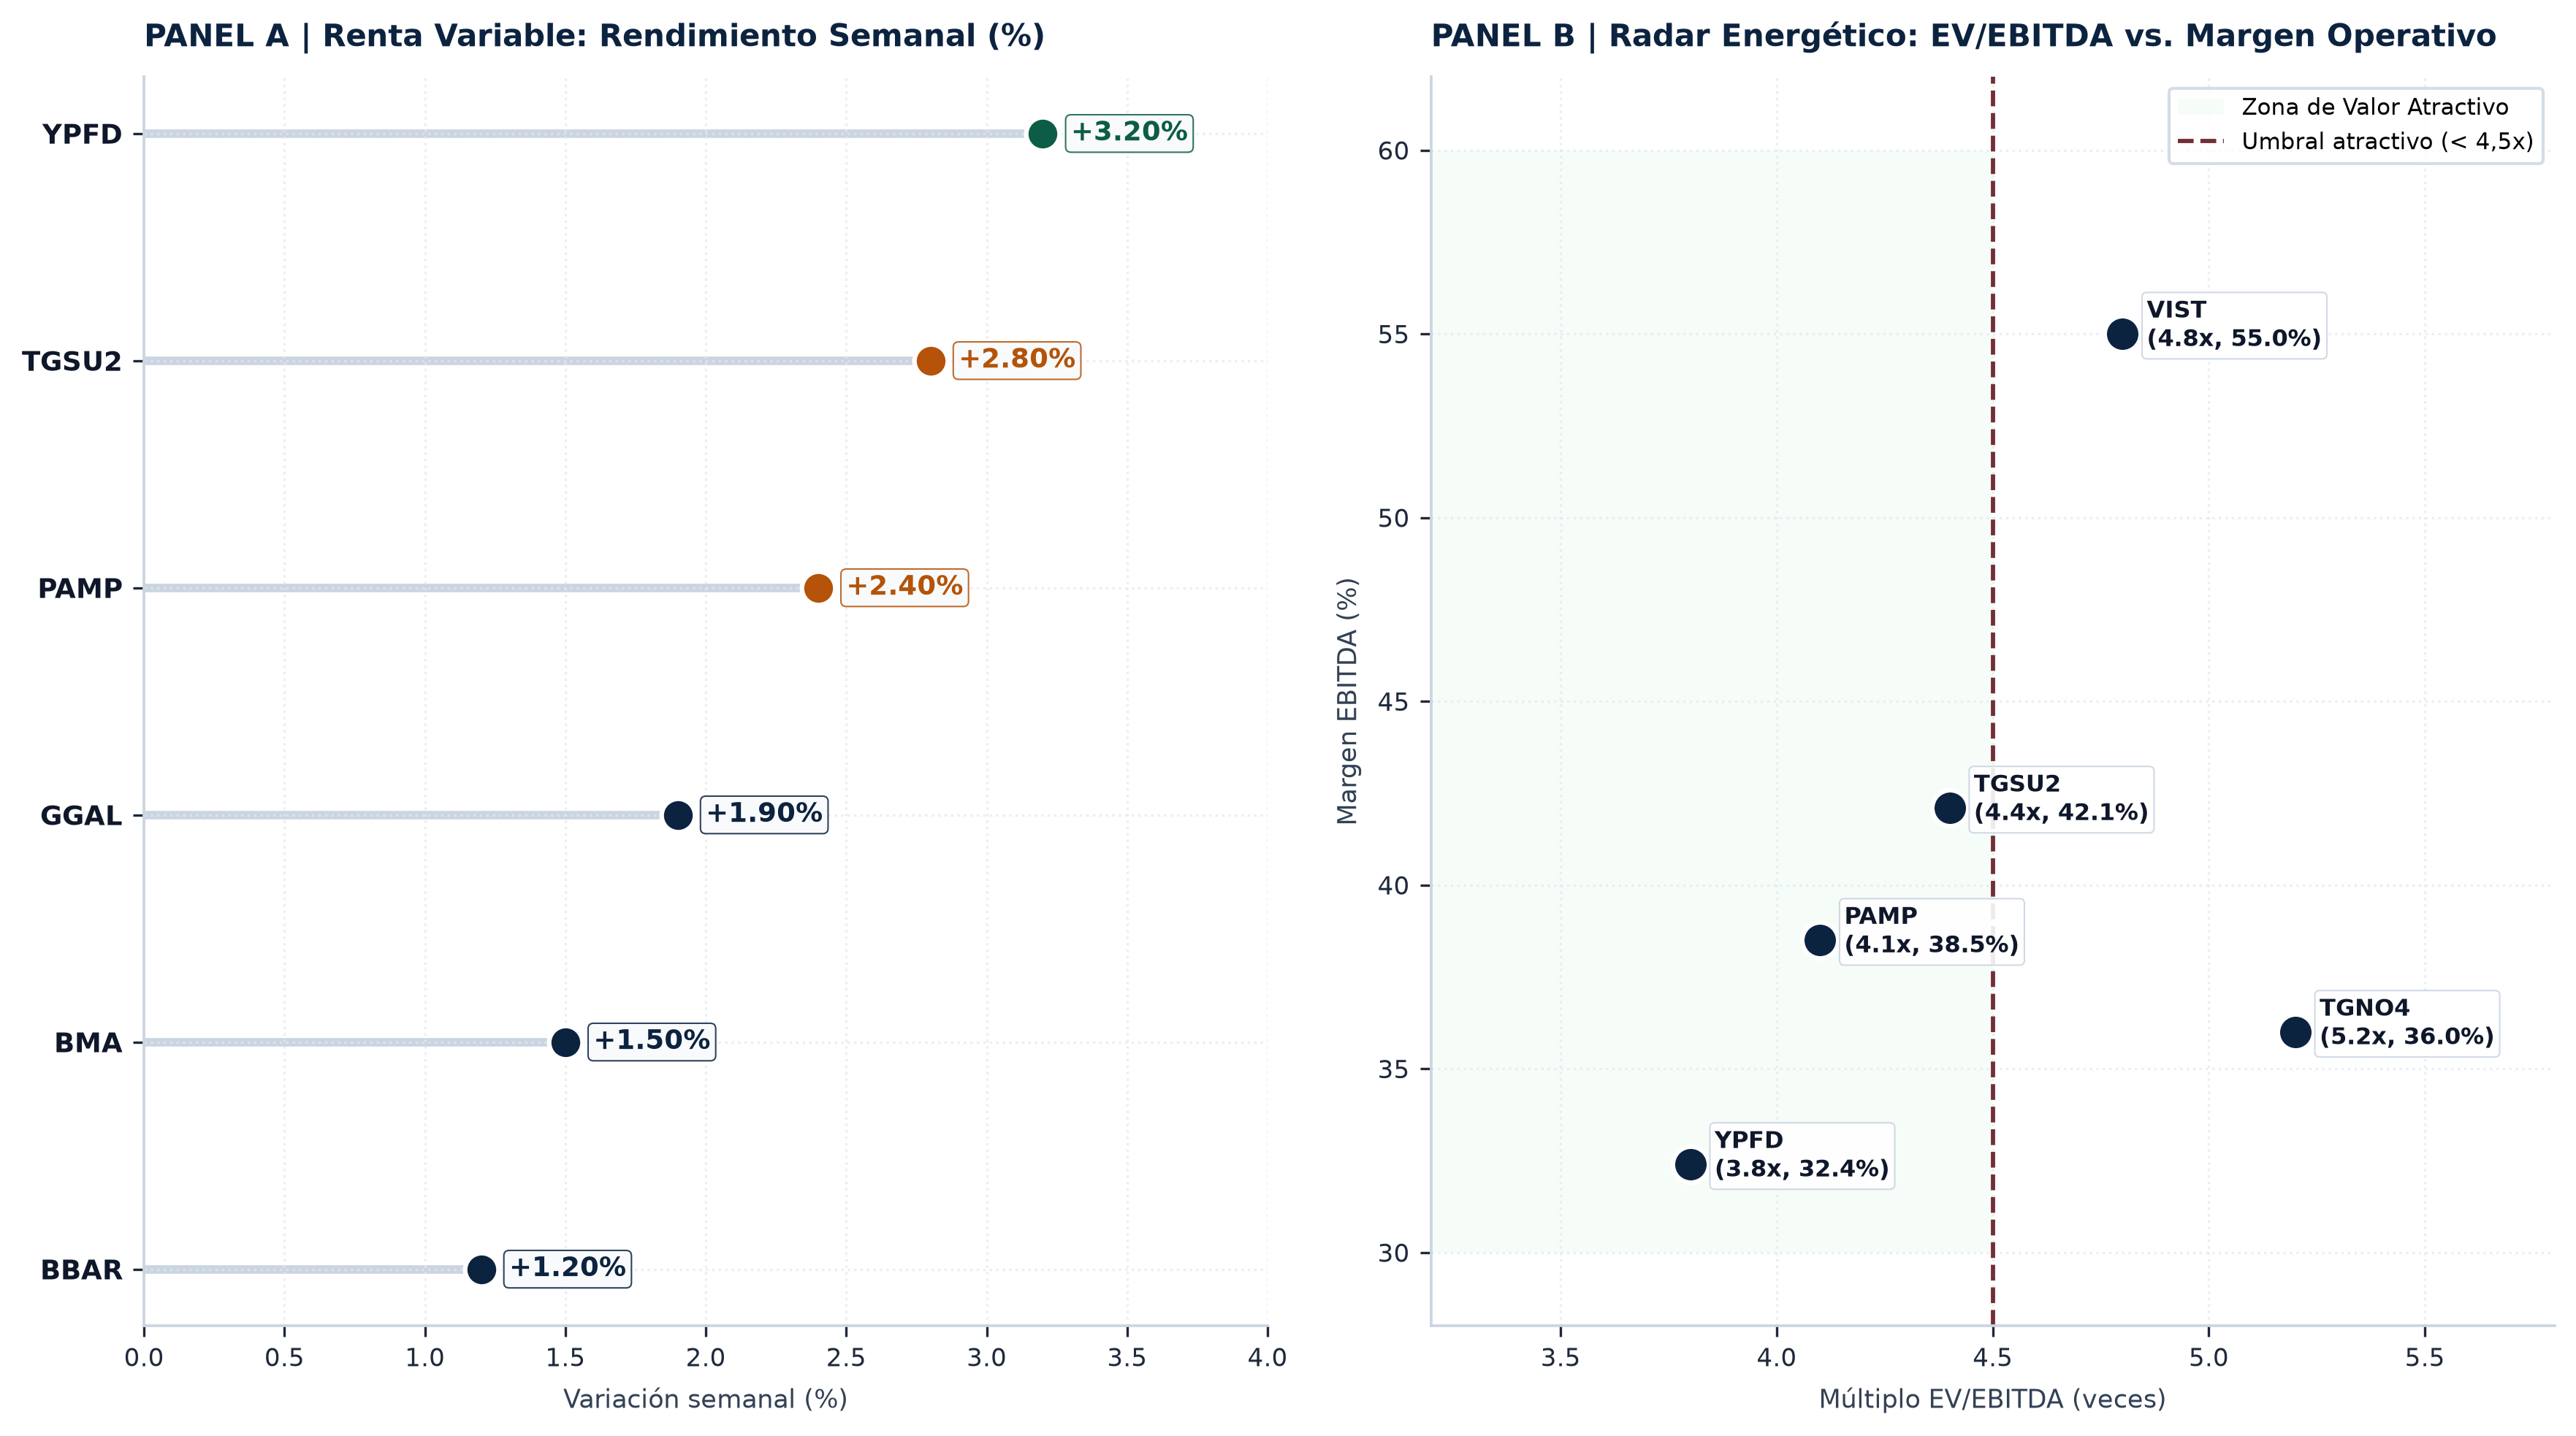 PANEL A | Renta Variable: Rendimiento Semanal (%)
YPFD
+3.20%
TGSU2
+2.80%
PAMP
+2.40%
GGAL
+1.90%
BMA
+1.50%
BBAR
+1.20%
0.0 0.5 1.0 1.5 2.0 2.5 3.0 3.5 4.0
Variación semanal (%)
PANEL B | Radar Energético: EV/EBITDA vs. Margen Operativo
Zona de Valor Atractivo
Umbral atractivo (< 4,5x)
Margen EBITDA (%)
60
55
50
45
40
35
30
VIST
(4.8x, 55.0%)
TGSU2
(4.4x, 42.1%)
PAMP
(4.1x, 38.5%)
TGNO4
(5.2x, 36.0%)
YPFD
(3.8x, 32.4%)
3.5 4.0 4.5 5.0 5.5
Múltiplo EV/EBITDA (veces)